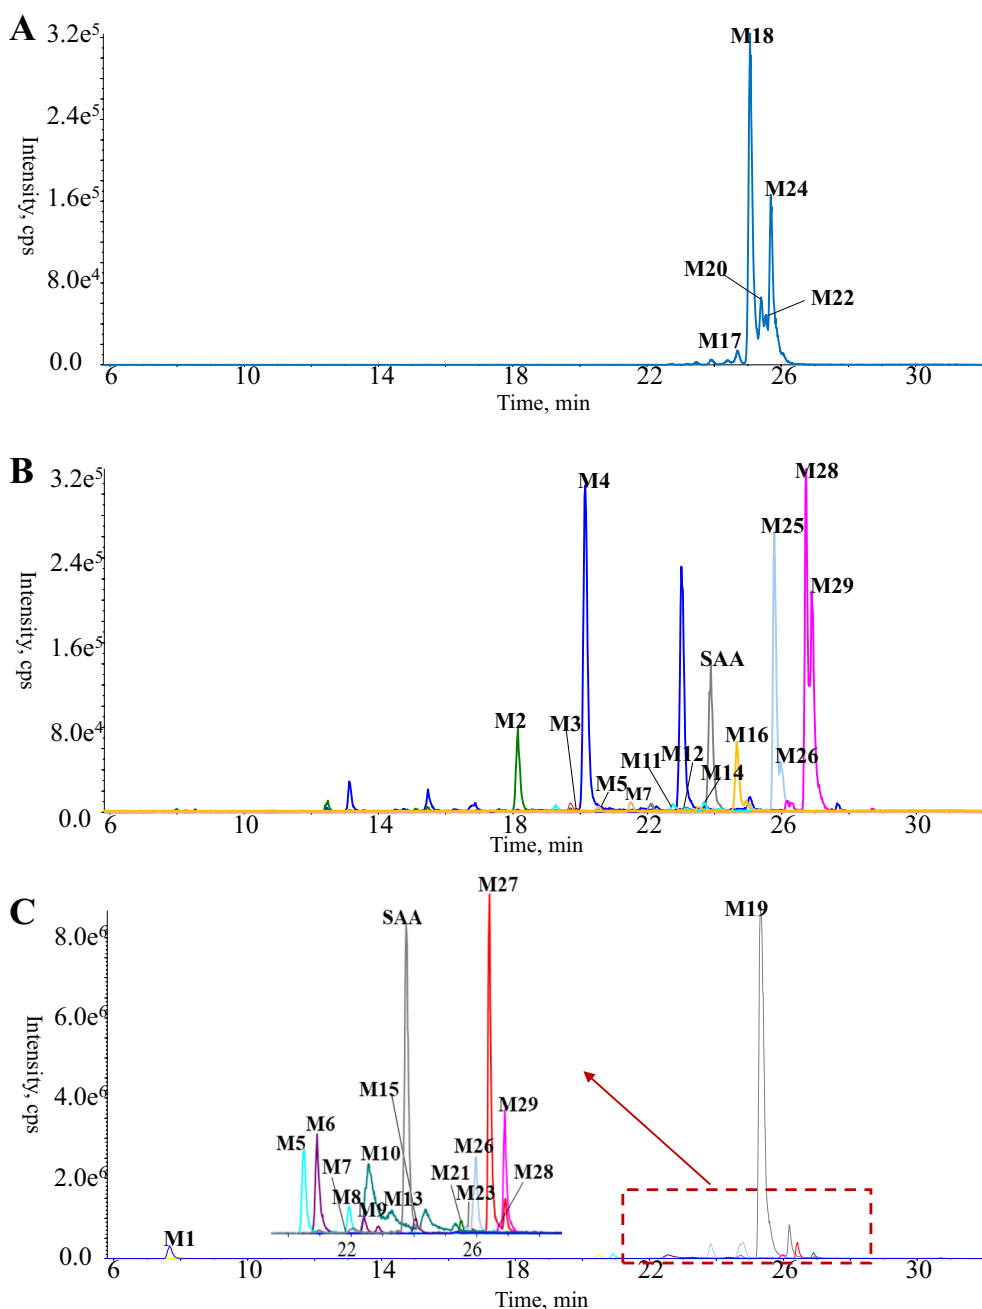 A
3.2e5
M18
2.4e5
Intensity, cps
1.6e5
M24
M20
8.0e4
M22
M17
0.0
6 10 14 18 22 26 30
Time, min
B
3.2e5
M4
M28
M25
2.4e5
Intensity, cps
M29
1.6e5
SAA
8.0e4
M2
M3
M16
M11
M12
M26
M14
M5
M7
0.0
6 10 14 18 22 26 30
Time, min
C
M27
SAA
M19
8.0e6
6.0e6
Intensity, cps
4.0e6
M15
M29
M6
M5
M10
M26
M7
M21
M28
2.0e6
M8
M13
M23
M9
M1
22 26
0.0
6 10 14 18 22 26 30
Time, min